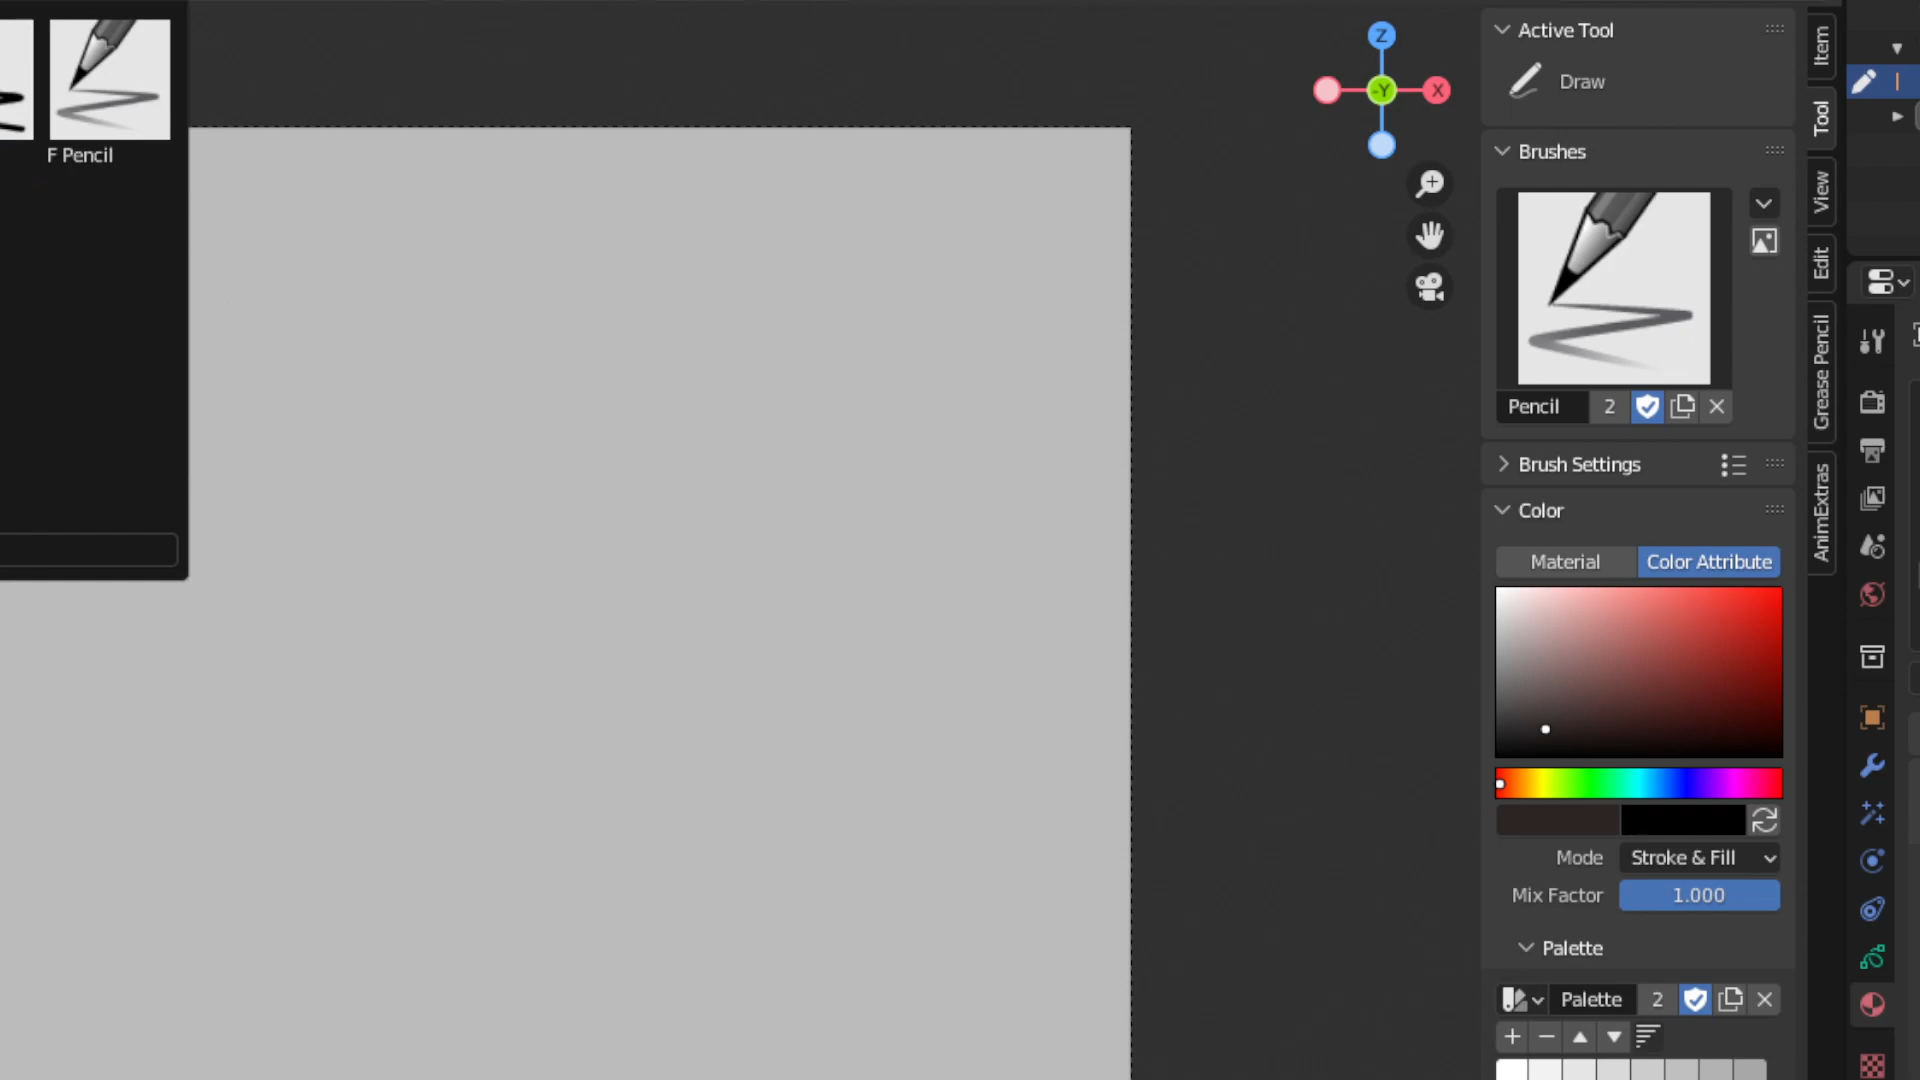 F Pencil
Z
-Y
X
Active Tool
Draw
Brushes
Pencil
2
Brush Settings
Color
Material
Color Attribute
Mode
Stroke & Fill
Mix Factor
1.000
Palette
Palette
2
Item
Tool
View
Edit
Grease Pencil
AnimExtras